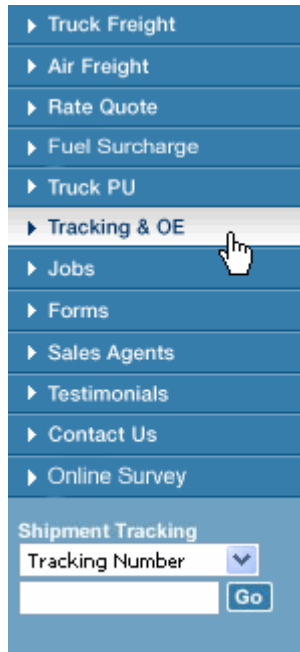 Truck Freight
Air Freight
Rate Quote
Fuel Surcharge
Truck PU
Tracking & OE
Jobs
Forms
Sales Agents
Testimonials
Contact Us
Online Survey
Shipment Tracking
Tracking Number
Go